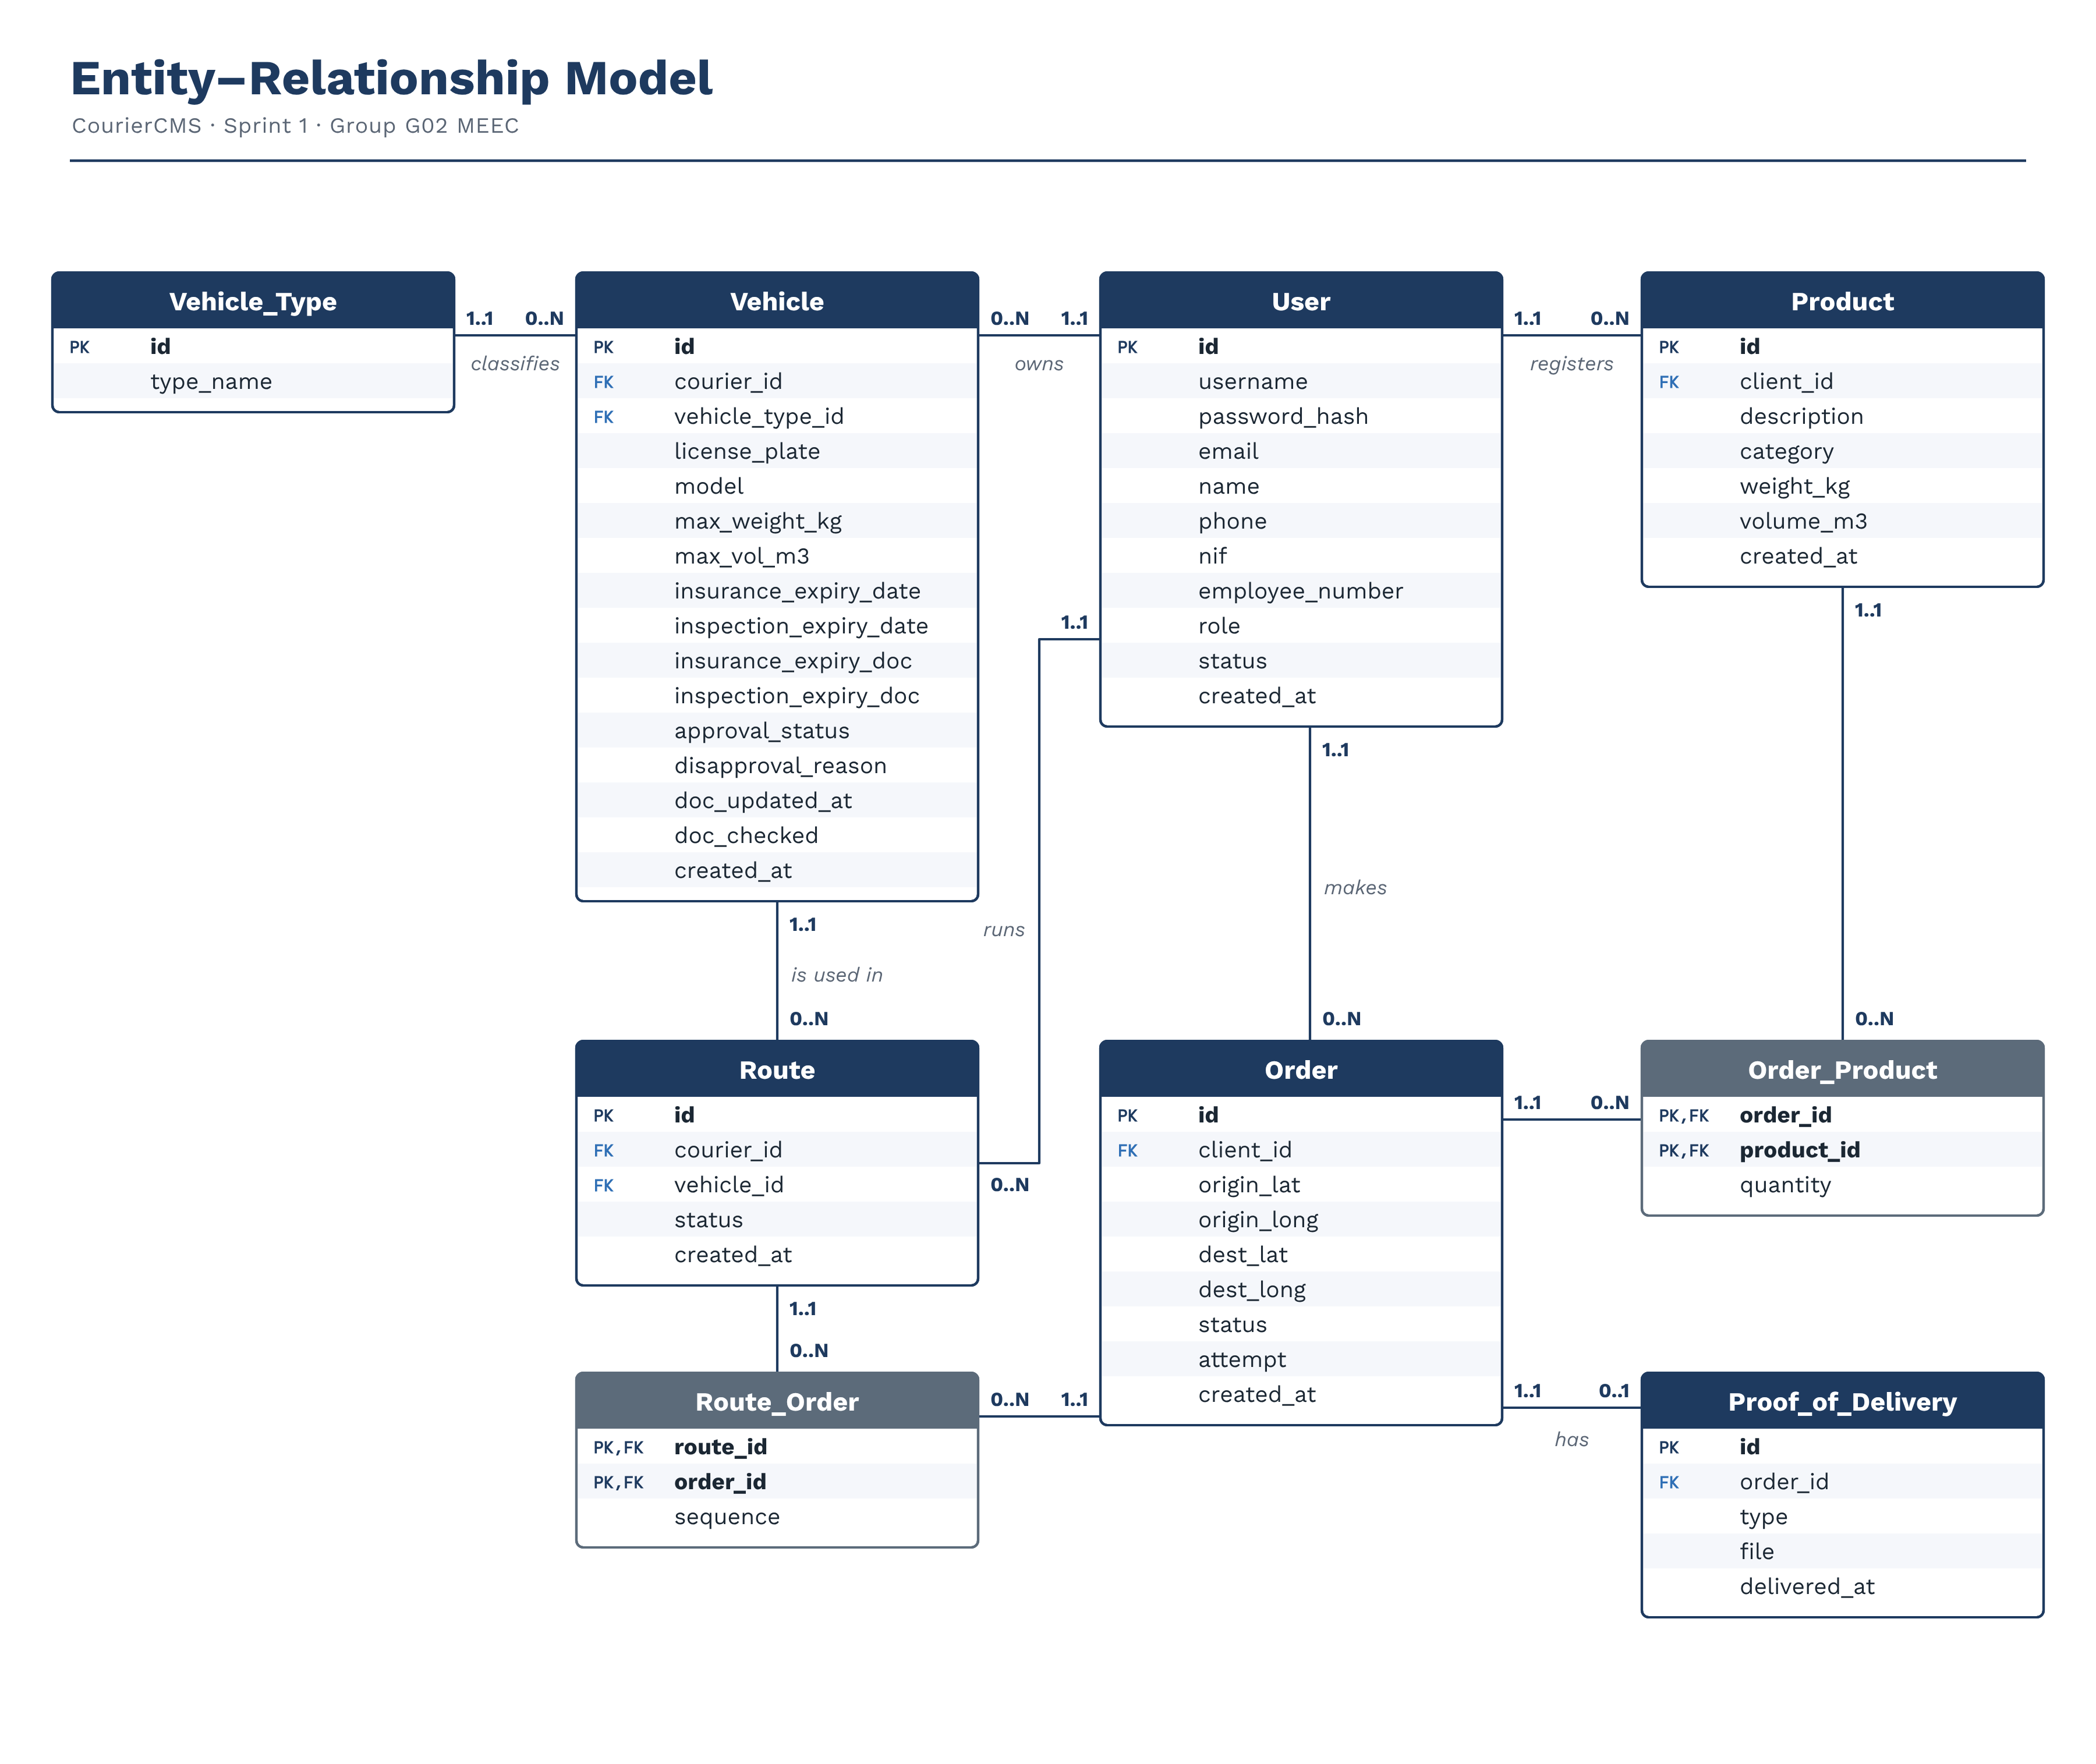 Entity–Relationship Model
CourierCMS · Sprint 1 · Group G02 MEEC
Vehicle_Type
PK id
type_name
1..1 0..N
classifies
Vehicle
PK id
FK courier_id
FK vehicle_type_id
license_plate
model
max_weight_kg
max_vol_m3
insurance_expiry_date
inspection_expiry_date
insurance_expiry_doc
inspection_expiry_doc
approval_status
disapproval_reason
doc_updated_at
doc_checked
created_at
0..N 1..1
owns
User
PK id
username
password_hash
email
name
phone
nif
employee_number
role
status
created_at
1..1 0..N
registers
Product
PK id
FK client_id
description
category
weight_kg
volume_m3
created_at
1..1
is used in
0..N
1..1
runs
0..N
1..1
makes
0..N
1..1
0..N
Route
PK id
FK courier_id
FK vehicle_id
status
created_at
Order
PK id
FK client_id
origin_lat
origin_long
dest_lat
dest_long
status
attempt
created_at
1..1 0..N
Order_Product
PK,FK order_id
PK,FK product_id
quantity
1..1
0..N
Route_Order
PK,FK route_id
PK,FK order_id
sequence
0..N 1..1
1..1 0..1
has
Proof_of_Delivery
PK id
FK order_id
type
file
delivered_at